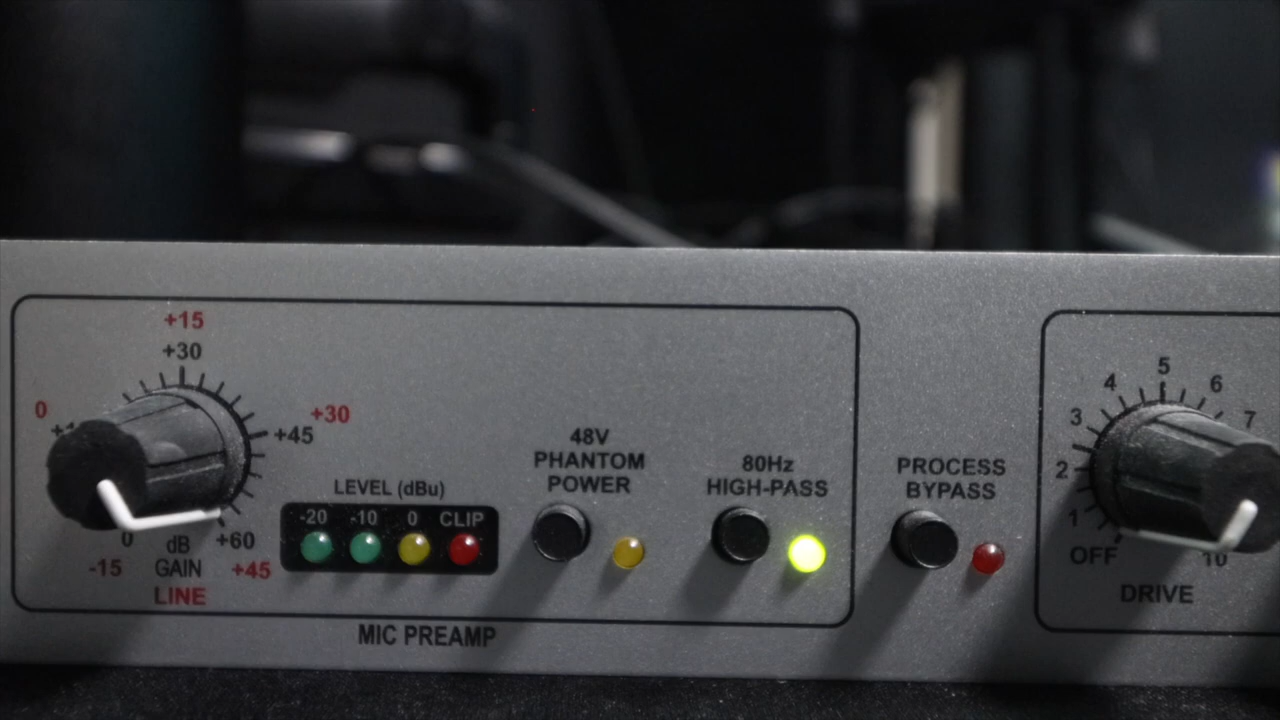 +15
+30
0
+30
+45
0
dB
+60
-15
GAIN
+45
LINE
LEVEL (dBu)
-20 -10 0 CLIP
48V
PHANTOM
POWER
80Hz
HIGH-PASS
MIC PREAMP
PROCESS
BYPASS
5
4
6
3
7
2
1
OFF
10
DRIVE